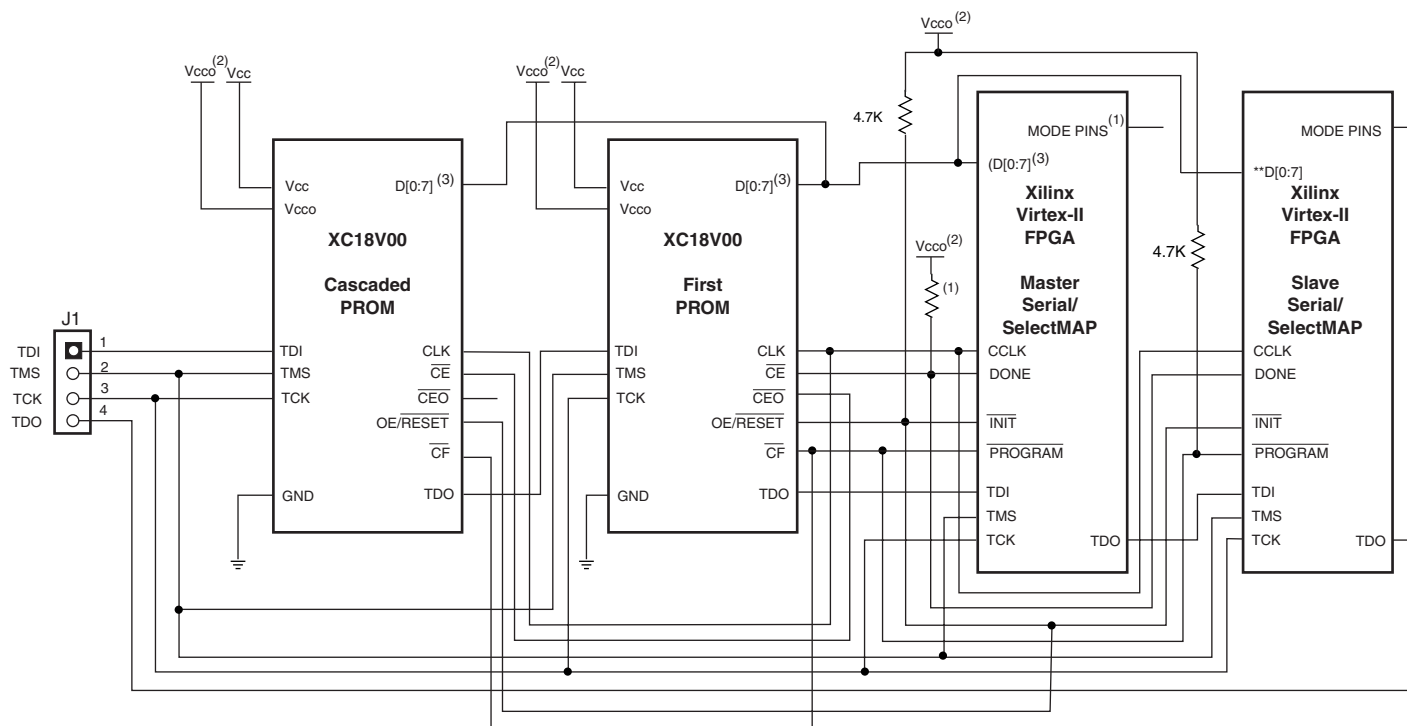 Vcco(2)
Vcco(2) Vcc
Vcco(2) Vcc
4.7K
MODE PINS(1)
MODE PINS
D[0:7](3)
D[0:7](3)
(D[0:7](3)
**D[0:7]
Vcc
Vcco
Vcc
Vcco
XC18V00
Cascaded
PROM
XC18V00
First
PROM
Vcco(2)
(1)
Xilinx
Virtex-II
FPGA
Master
Serial/
SelectMAP
4.7K
Xilinx
Virtex-II
FPGA
Slave
Serial/
SelectMAP
J1
TDI
TMS
TCK
TDO
1
2
3
4
TDI
TMS
TCK
GND
CLK
CE
CEO
OE/RESET
CF
TDO
TDI
TMS
TCK
GND
CLK
CE
CEO
OE/RESET
CF
TDO
CCLK
DONE
INIT
PROGRAM
TDI
TMS
TCK
TDO
CCLK
DONE
INIT
PROGRAM
TDI
TMS
TCK
TDO